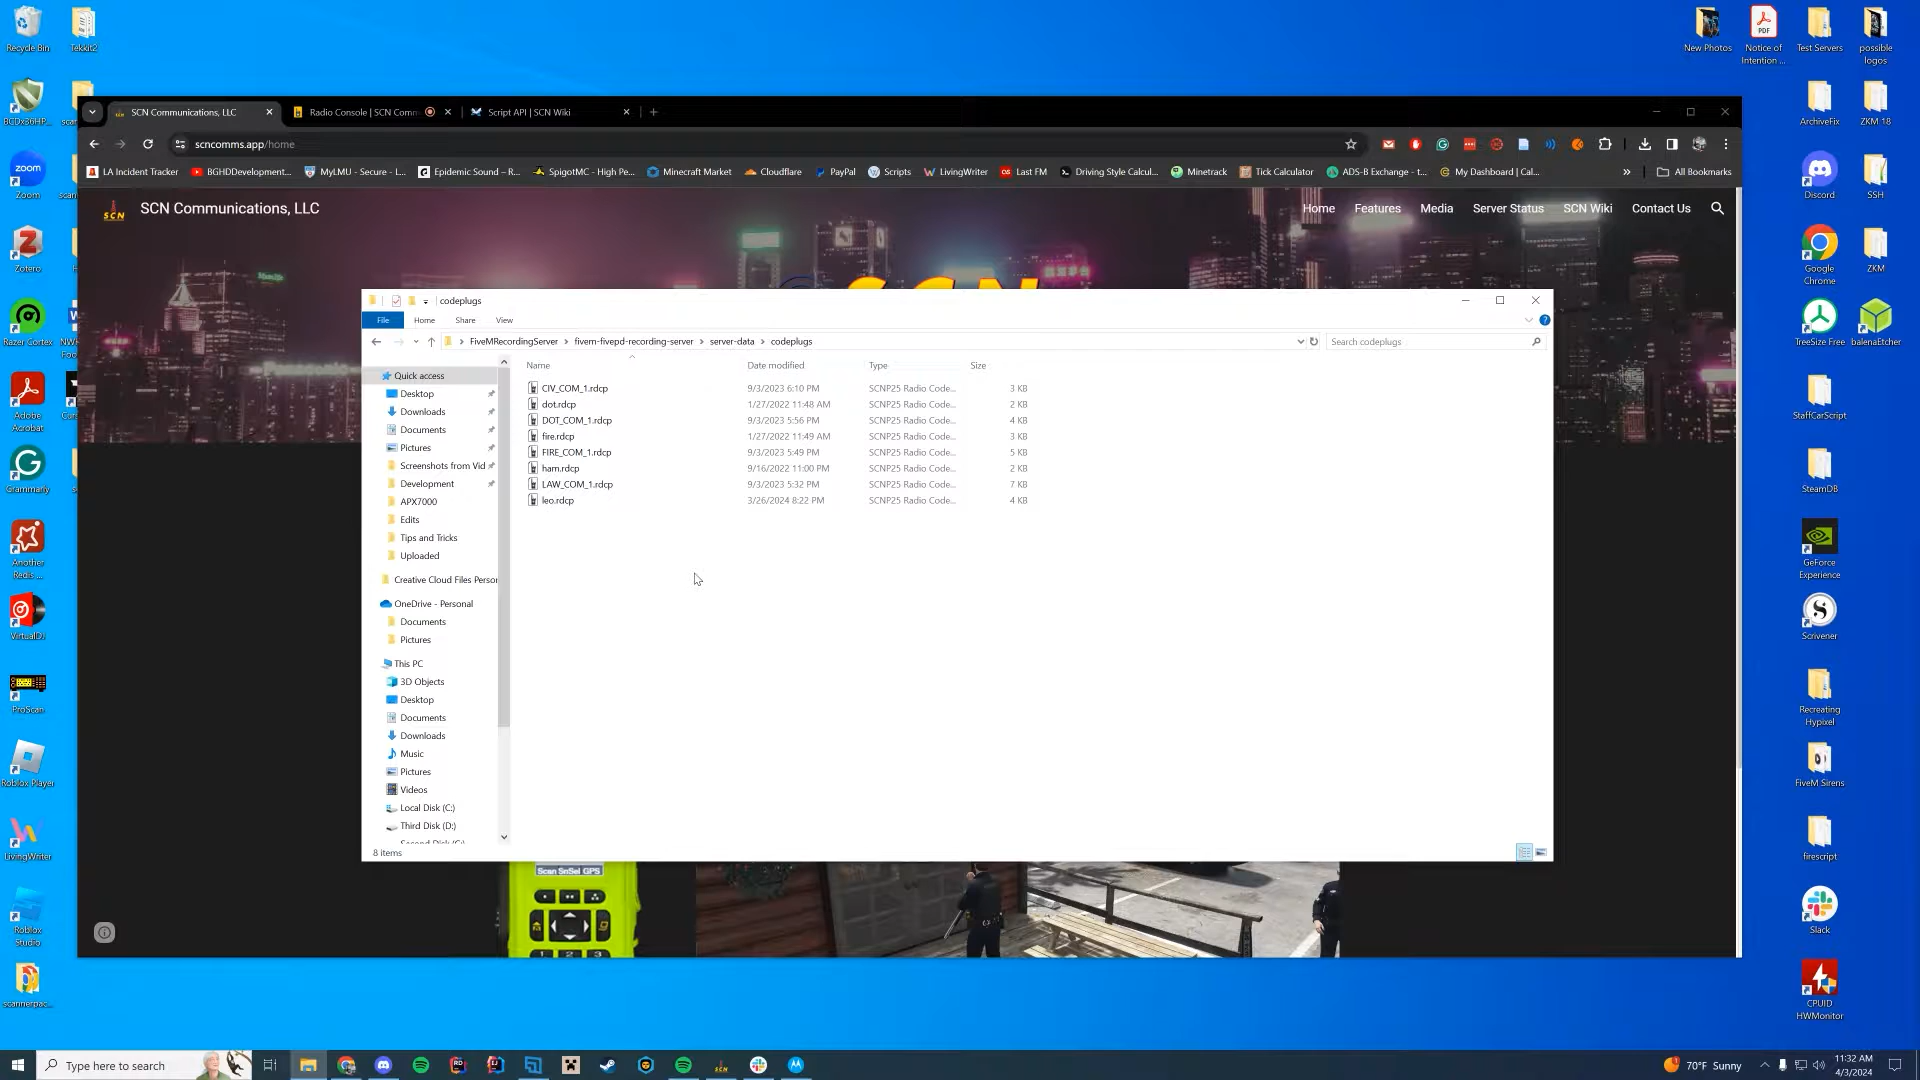 Recycle Bin
Tekkit2
New Photos
Notice of Intention ...
Test Servers
possible logos
BCDx36HP...
Zoom
Zotero
Razer Cortex
Adobe Acrobat
Grammarly
Another Redis ...
VirtualDJ
ProScan
Roblox Player
LivingWriter
Roblox Studio
scannerpac...
ArchiveFix
ZKM 18
Discord
SSH
Google Chrome
ZKM
TreeSize Free
balenaEtcher
StaffCarScript
SteamDB
GeForce Experience
Scrivener
Recreating Hypixel
FiveM Sirens
firescript
Slack
CPUID HWMonitor
SCN Communications, LLC
Radio Console | SCN Comm
Script API | SCN Wiki
scncomms.app/home
LA Incident Tracker
BGHDDevelopment...
MyLMU - Secure - L...
Epidemic Sound – R...
SpigotMC - High Pe...
Minecraft Market
Cloudflare
PayPal
Scripts
LivingWriter
Last FM
Driving Style Calcul...
Minetrack
Tick Calculator
ADS-B Exchange - t...
My Dashboard | Cal...
All Bookmarks
SCN
SCN Communications, LLC
Home
Features
Media
Server Status
SCN Wiki
Contact Us
SCN
codeplugs
File
Home
Share
View
FiveMRecordingServer > fivem-fivepd-recording-server > server-data > codeplugs
Search codeplugs
Quick access
Desktop
Downloads
Documents
Pictures
Screenshots from Vid
Development
APX7000
Edits
Tips and Tricks
Uploaded
Creative Cloud Files Person
OneDrive - Personal
Documents
Pictures
This PC
3D Objects
Desktop
Documents
Downloads
Music
Pictures
Videos
Local Disk (C:)
Third Disk (D:)
Name Date modified Type Size
CIV_COM_1.rdcp 9/3/2023 6:10 PM SCNP25 Radio Code... 3 KB
dot.rdcp 1/27/2022 11:48 AM SCNP25 Radio Code... 2 KB
DOT_COM_1.rdcp 9/3/2023 5:56 PM SCNP25 Radio Code... 4 KB
fire.rdcp 1/27/2022 11:49 AM SCNP25 Radio Code... 3 KB
FIRE_COM_1.rdcp 9/3/2023 5:49 PM SCNP25 Radio Code... 5 KB
ham.rdcp 9/16/2022 11:00 PM SCNP25 Radio Code... 2 KB
LAW_COM_1.rdcp 9/3/2023 5:32 PM SCNP25 Radio Code... 7 KB
leo.rdcp 3/26/2024 8:22 PM SCNP25 Radio Code... 4 KB
8 items
Scan SnSel GPS
1 2 3
Type here to search
70°F Sunny
11:32 AM
4/3/2024